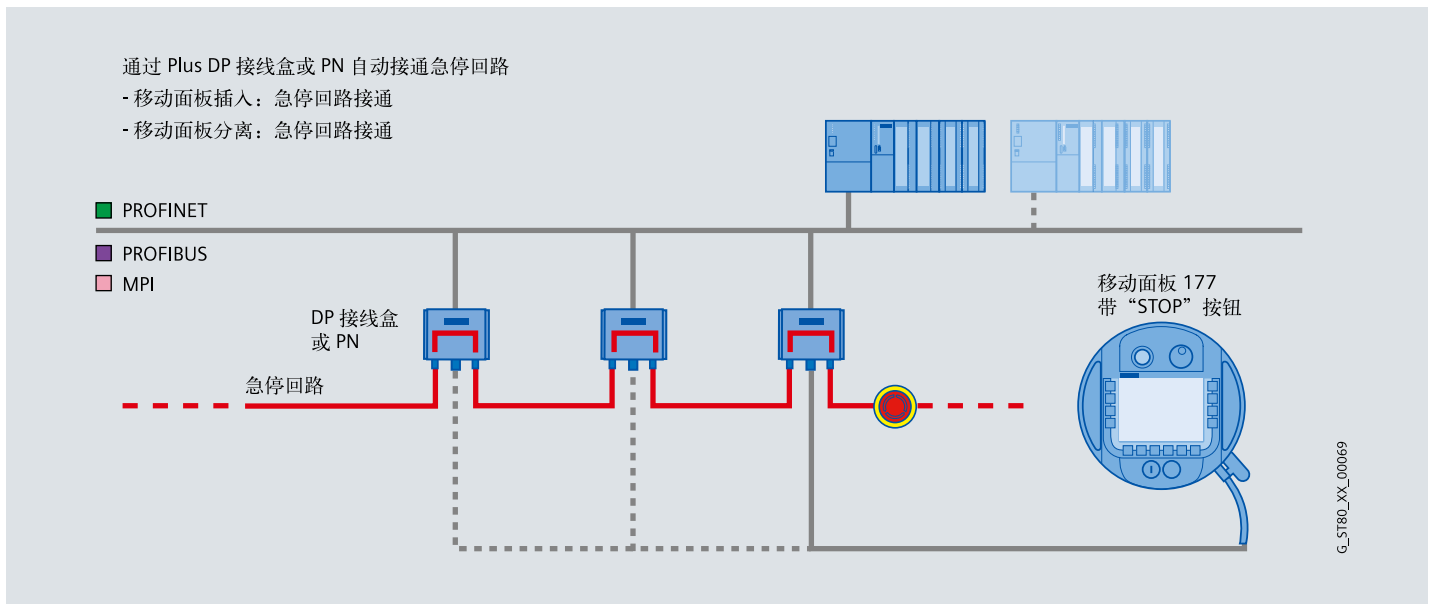 通过 Plus DP 接线盒或 PN 自动接通急停回路
- 移动面板插入：急停回路接通
- 移动面板分离：急停回路接通
PROFINET
PROFIBUS
MPI
DP 接线盒
或 PN
急停回路
移动面板 177
带“STOP”按钮
G_ST80_XX_00069